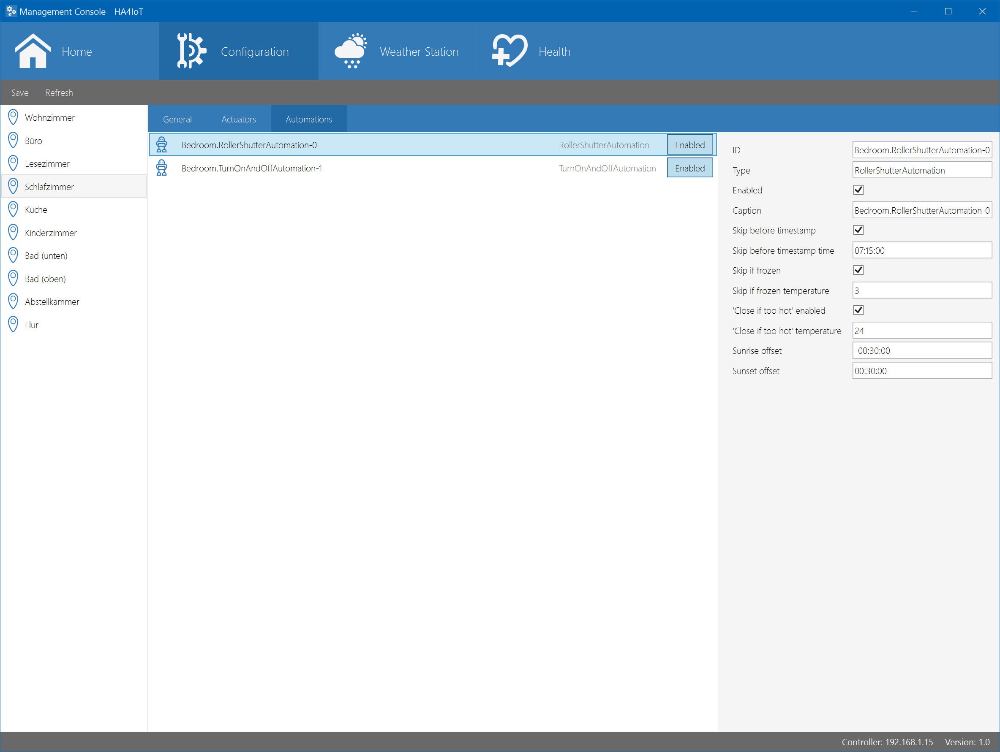 Management Console - HA4IoT
Home
Configuration
Weather Station
Health
Save Refresh
Wohnzimmer
Büro
Lesezimmer
Schlafzimmer
Küche
Kinderzimmer
Bad (unten)
Bad (oben)
Abstellkammer
Flur
General Actuators Automations
Bedroom.RollerShutterAutomation-0 RollerShutterAutomation Enabled
Bedroom.TurnOnAndOffAutomation-1 TurnOnAndOffAutomation Enabled
ID Bedroom.RollerShutterAutomation-0
Type RollerShutterAutomation
Enabled
Caption Bedroom.RollerShutterAutomation-0
Skip before timestamp
Skip before timestamp time 07:15:00
Skip if frozen
Skip if frozen temperature 3
'Close if too hot' enabled
'Close if too hot' temperature 24
Sunrise offset -00:30:00
Sunset offset 00:30:00
Controller: 192.168.1.15 Version: 1.0